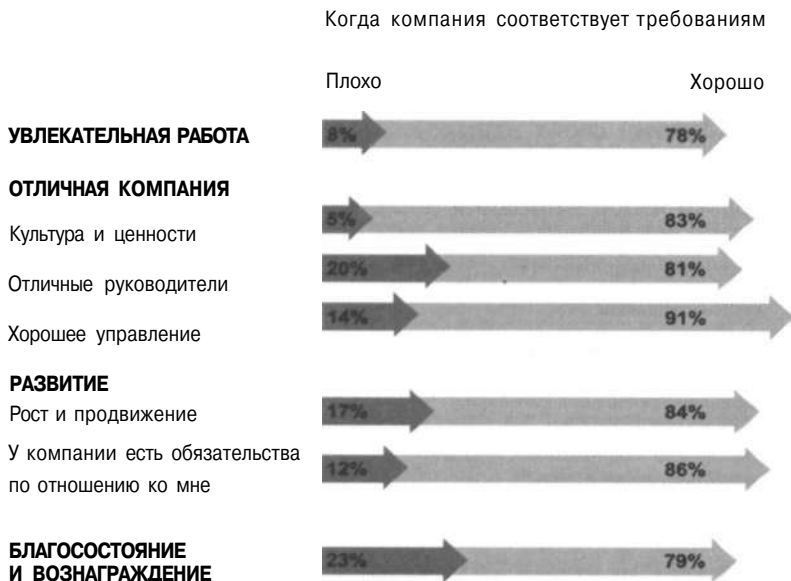 Когда компания соответствует требованиям
Плохо Хорошо
УВЛЕКАТЕЛЬНАЯ РАБОТА 8% 78%
ОТЛИЧНАЯ КОМПАНИЯ
Культура и ценности 5% 83%
Отличные руководители 20% 81%
Хорошее управление 14% 91%
РАЗВИТИЕ
Рост и продвижение 17% 84%
У компании есть обязательства
по отношению ко мне 12% 86%
БЛАГОСОСТОЯНИЕ
И ВОЗНАГРАЖДЕНИЕ 23% 79%